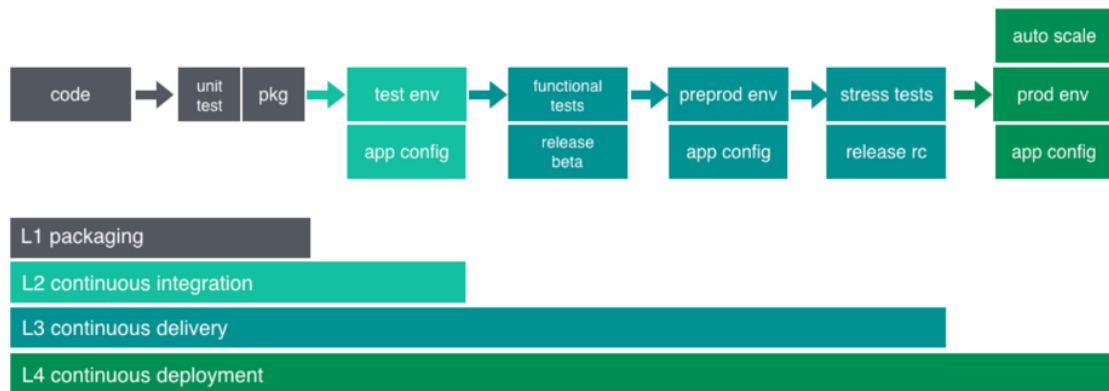 auto scale
code
unit
test
pkg
test env
functional
tests
preprod env
stress tests
prod env
app config
release
beta
app config
release rc
app config
L1 packaging
L2 continuous integration
L3 continuous delivery
L4 continuous deployment